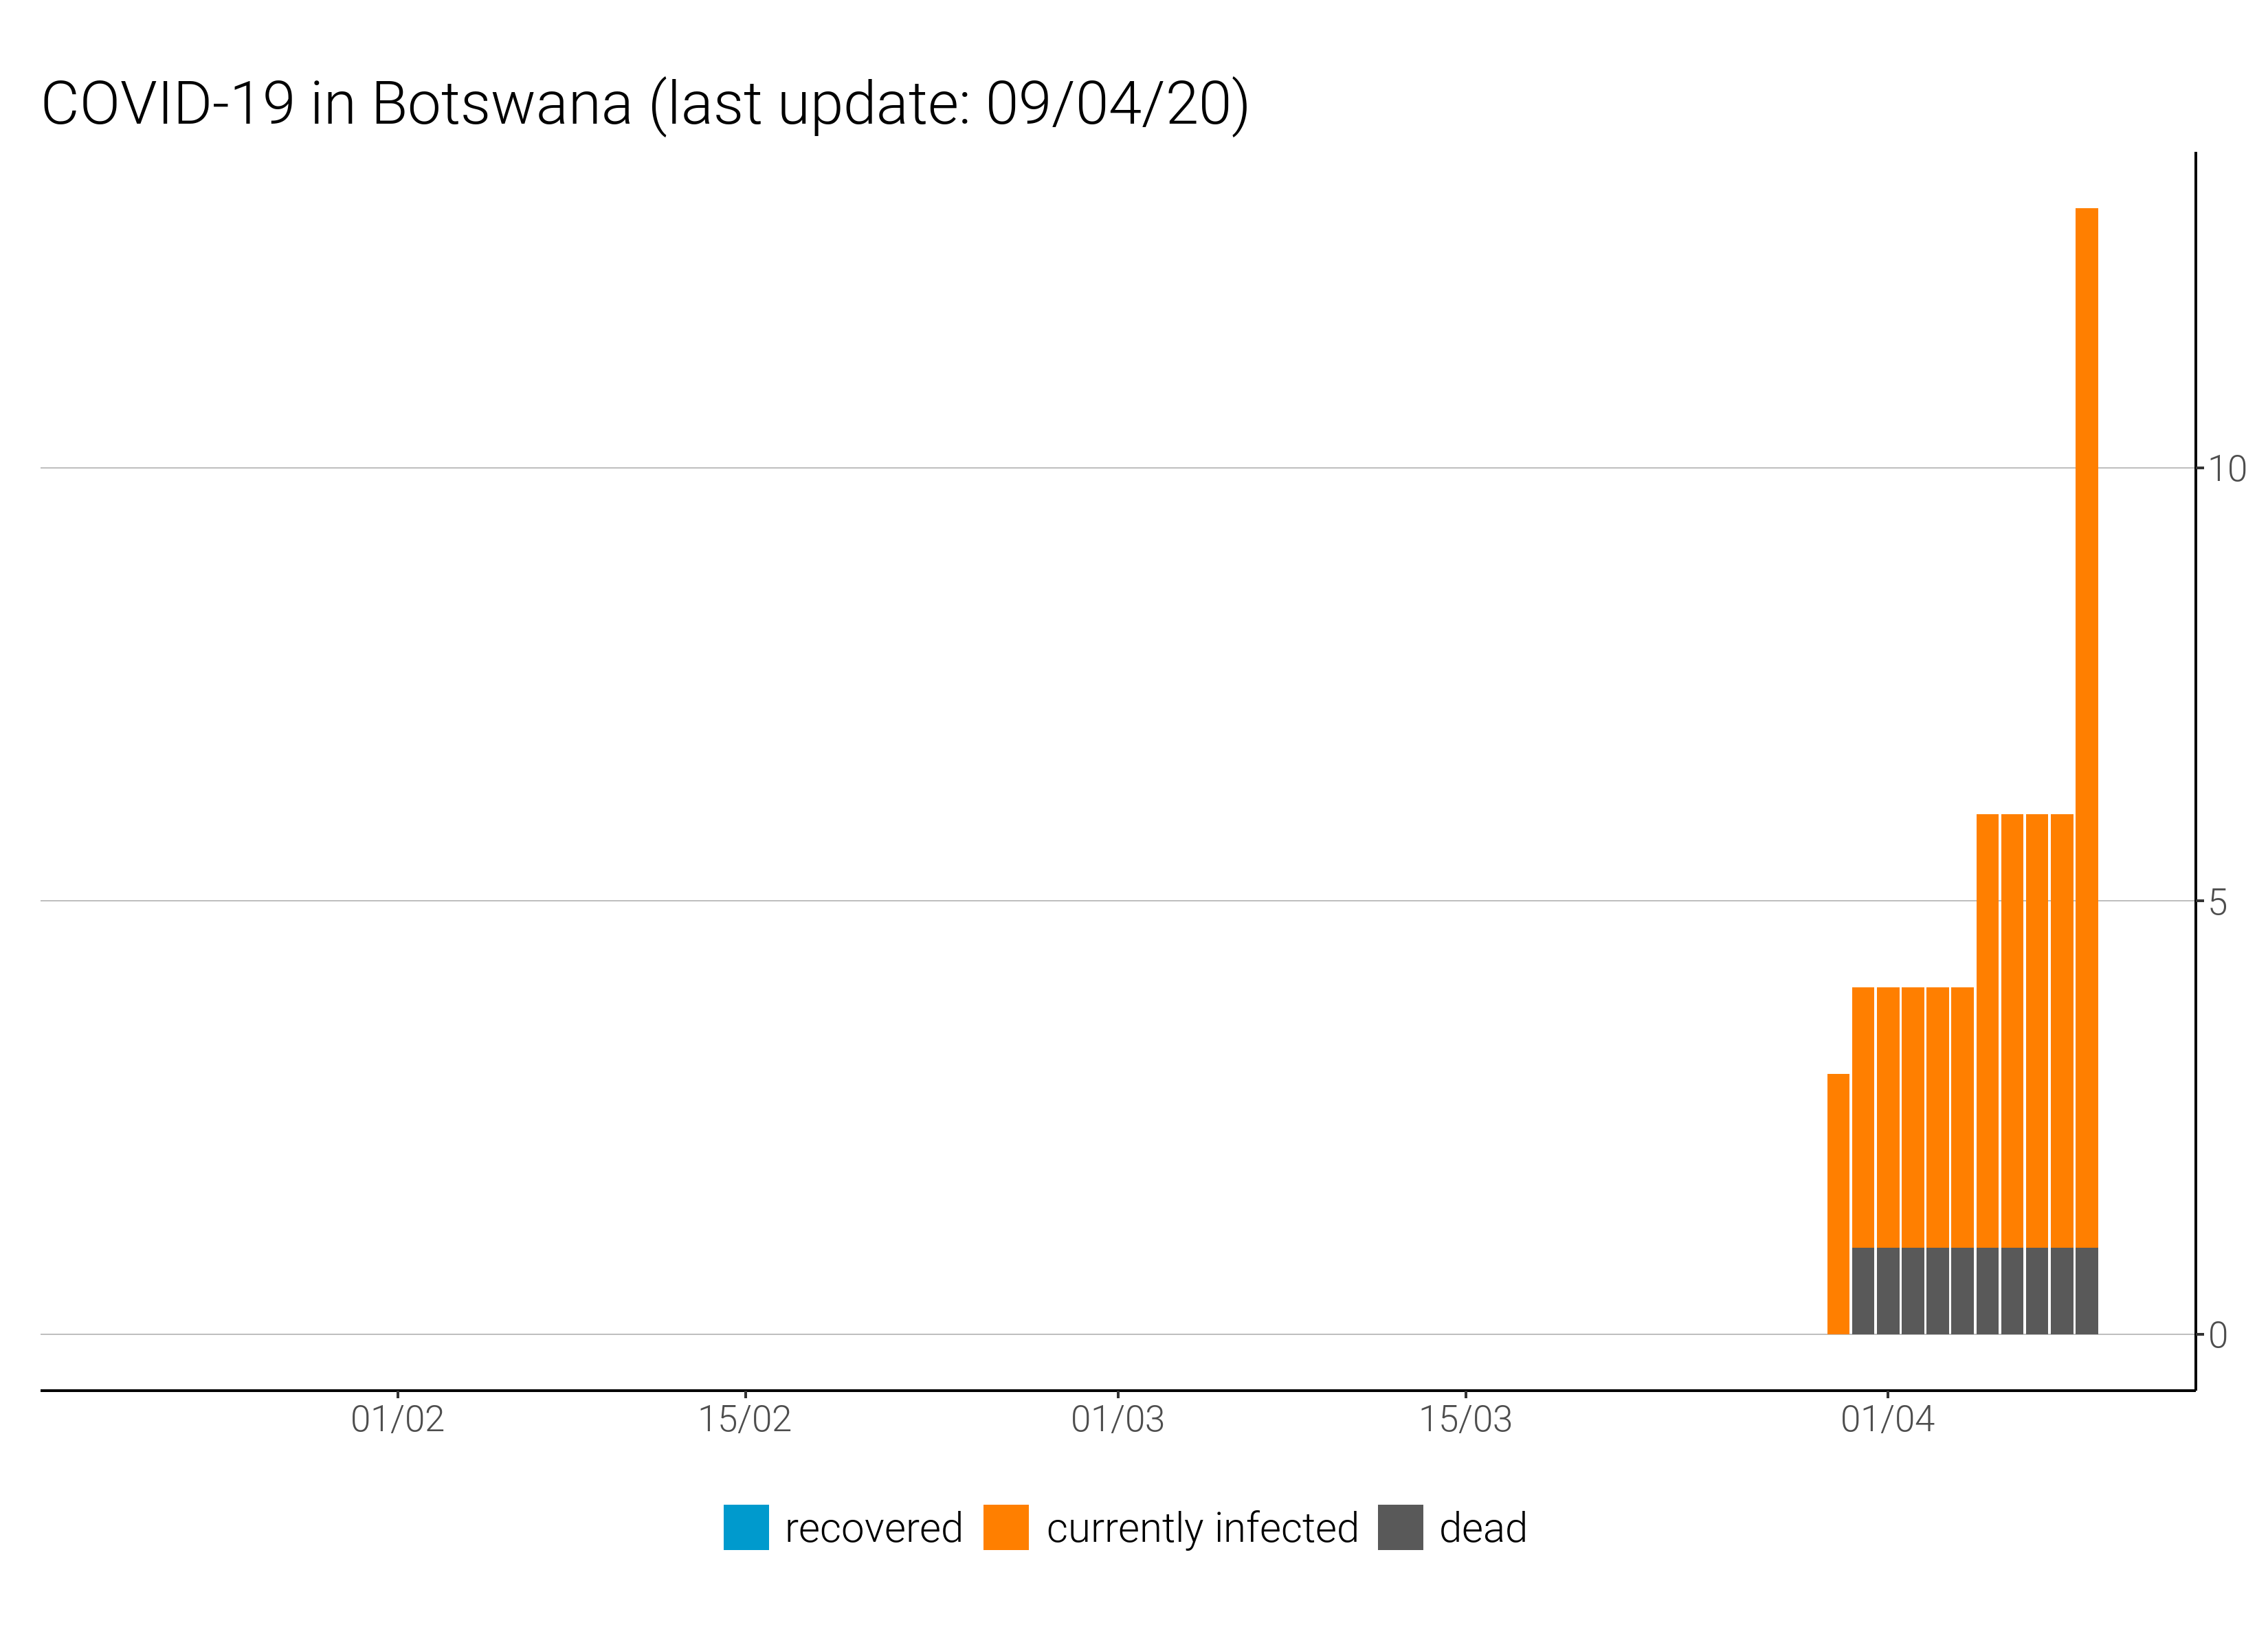 COVID-19 in Botswana (last update: 09/04/20)
10
5
0
01/02 15/02 01/03 15/03 01/04
recovered currently infected dead